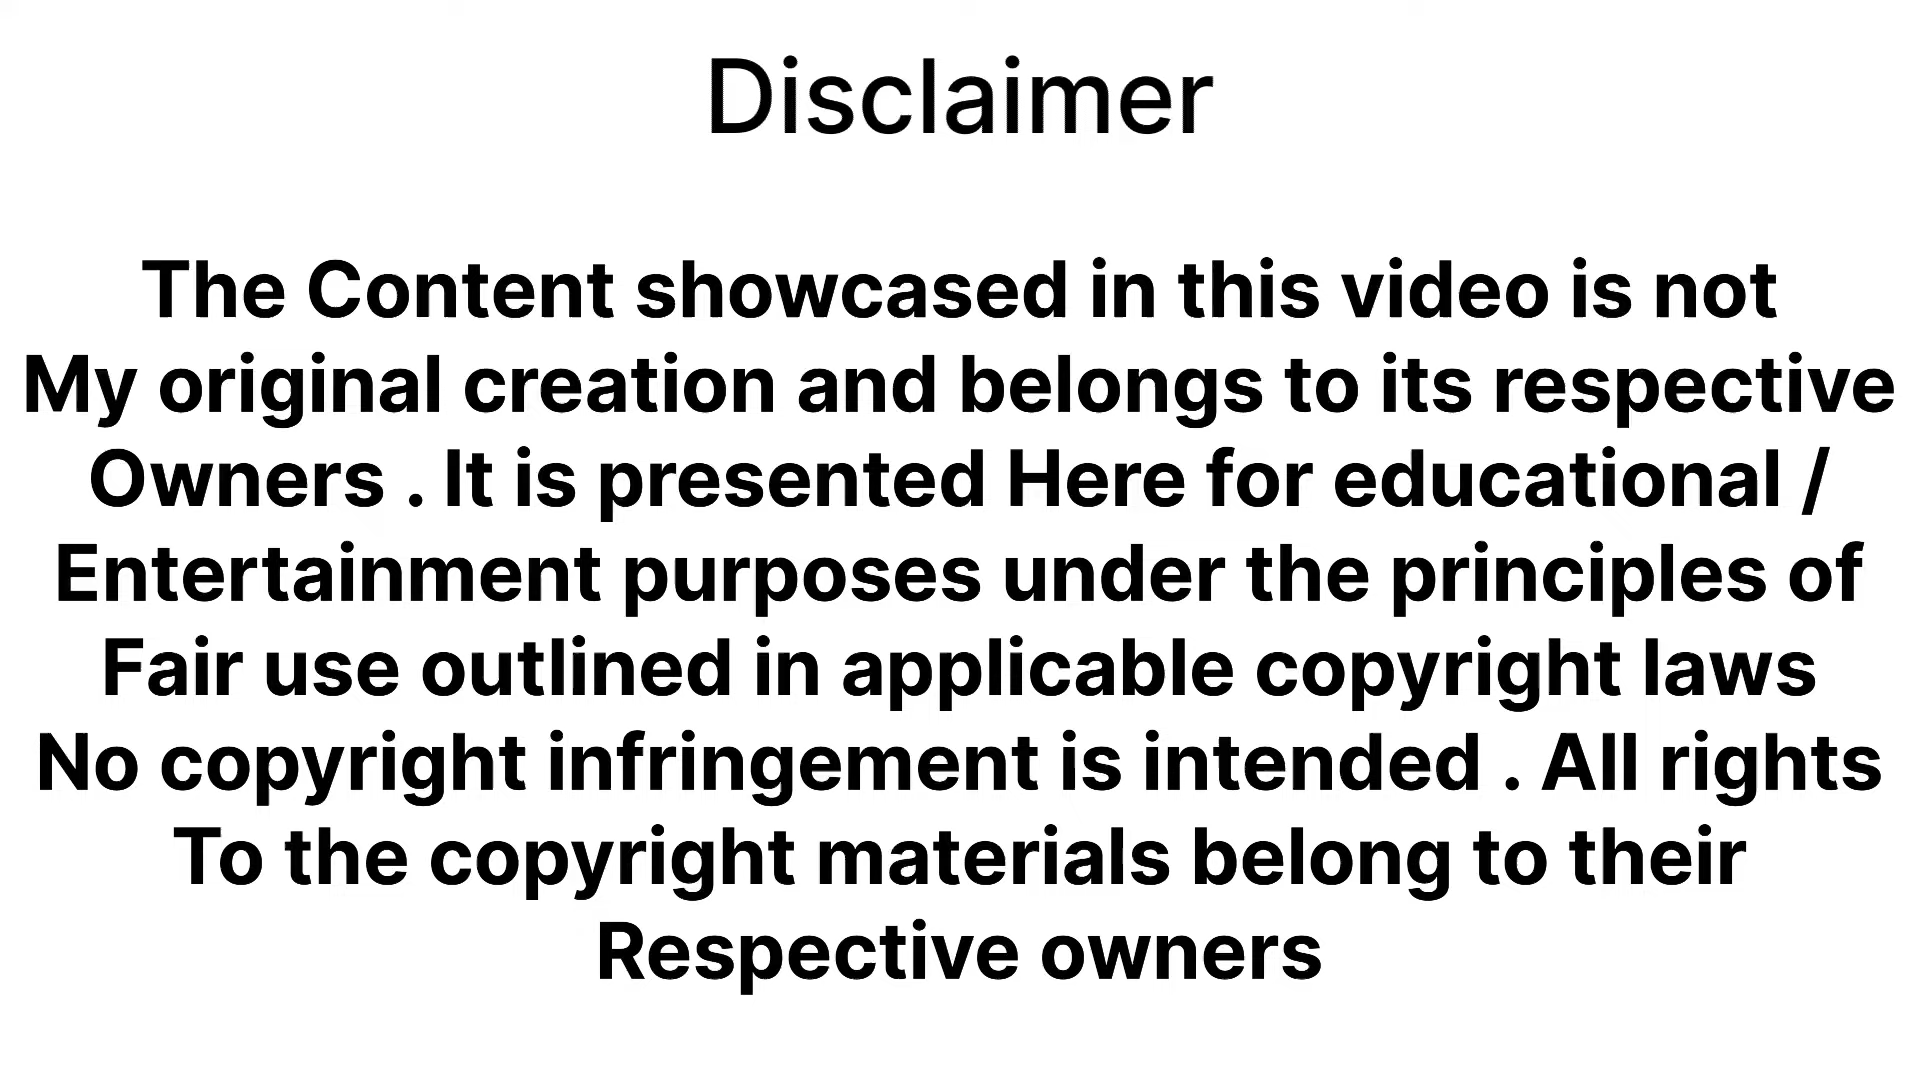 Disclaimer
The Content showcased in this video is not
My original creation and belongs to its respective
Owners . It is presented Here for educational /
Entertainment purposes under the principles of
Fair use outlined in applicable copyright laws
No copyright infringement is intended . All rights
To the copyright materials belong to their
Respective owners